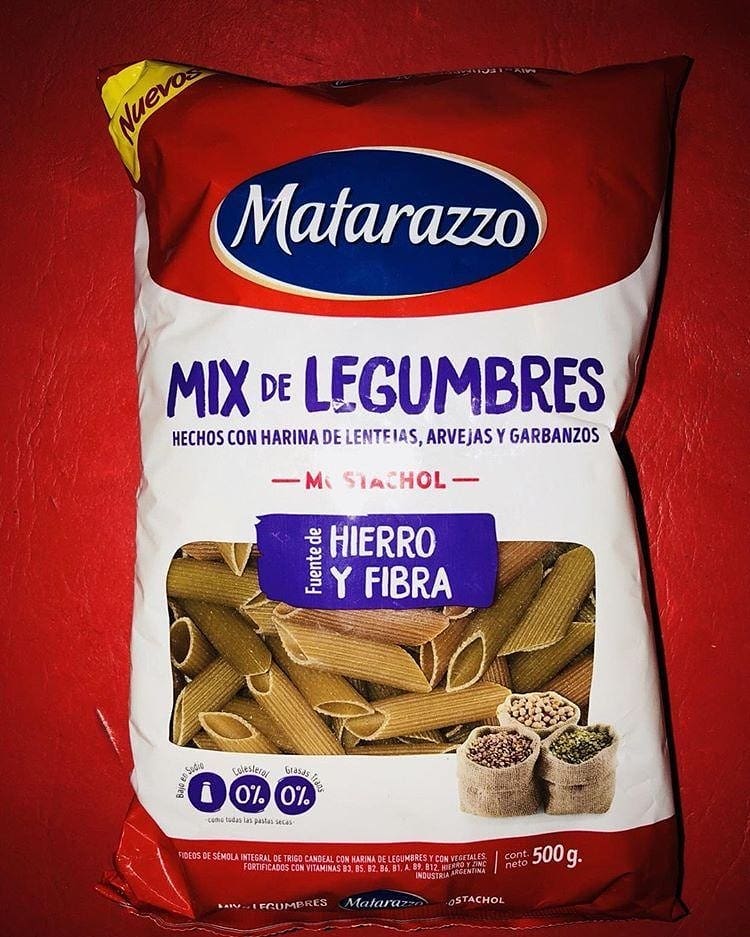 Nuevos
Matarazzo
MIX DE LEGUMBRES
HECHOS CON HARINA DE LENTEJAS, ARVEJAS Y GARBANZOS
MOSTACHOL
Fuente de
HIERRO
Y FIBRA
Bajo en Sodio
Colesterol
0%
Grasas Trans
0%
-como todas las pastas secas-
FIDEOS DE SÉMOLA INTEGRAL DE TRIGO CANDEAL CON HARINA DE LEGUMBRES Y CON VEGETALES.
FORTIFICADOS CON VITAMINAS B3, B5, B2, B6, B1, A, B9, B12, HIERRO Y ZINC
INDUSTRIA ARGENTINA
cont. neto 500 g.
MIX LEGUMBRES
Matarazzo
OSTACHOL